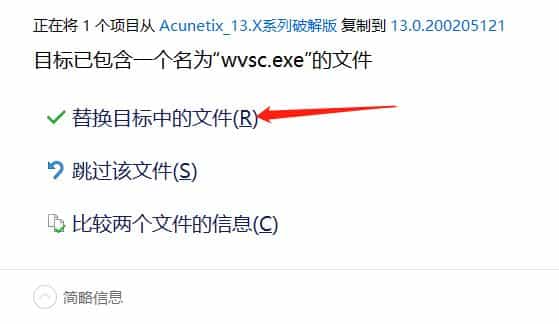 正在将 1 个项目从 Acunetix_13.X系列破解版 复制到 13.0.200205121
目标已包含一个名为“wvsc.exe”的文件
替换目标中的文件(R)
跳过该文件(S)
比较两个文件的信息(C)
简略信息